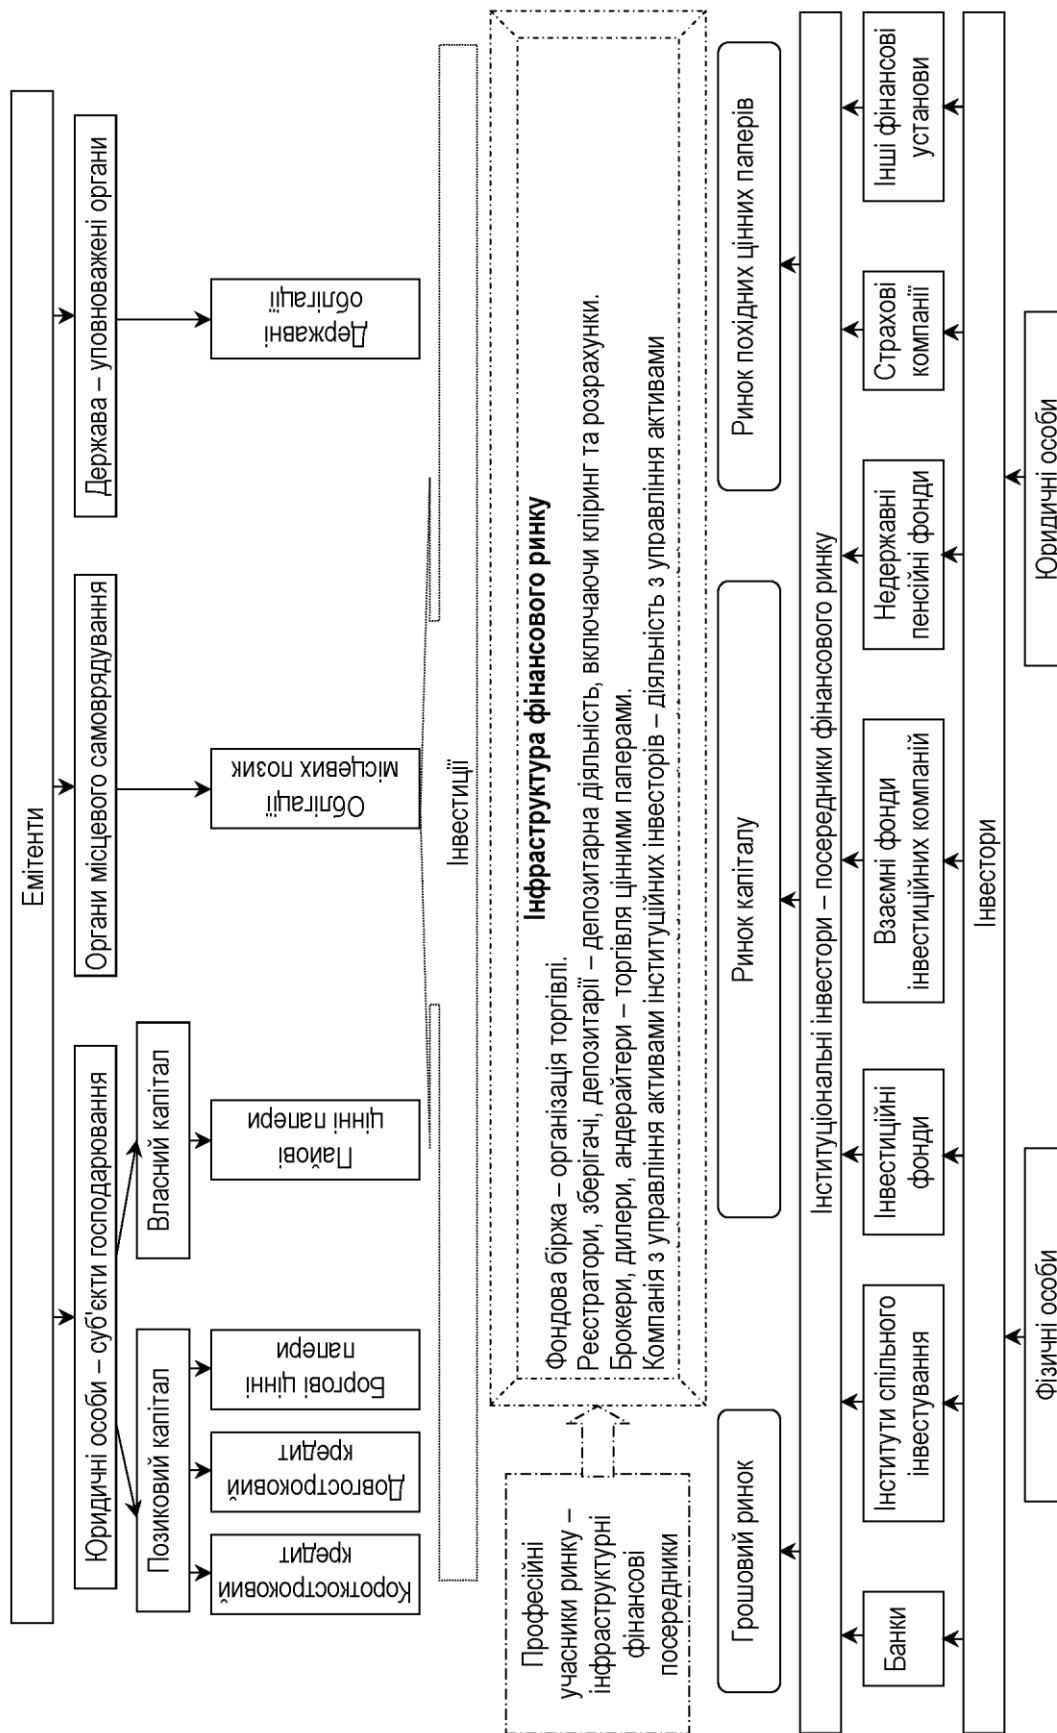 Емітенти
Юридичні особи – суб'єкти господарювання
Органи місцевого самоврядування
Держава – уповноважені органи
Позиковий капітал
Власний капітал
Короткостроковий
кредит
Довгостроковий
кредит
Боргові цінні
папери
Пайові
цінні папери
Облігації
місцевих позик
Державні
облігації
Інвестиції
Професійні
учасники ринку –
інфраструктурні
фінансові
посередники
Інфраструктура фінансового ринку
Фондова біржа – організація торгівлі.
Реєстратори, зберігачі, депозитарії – депозитарна діяльність, включаючи кліринг та розрахунки.
Брокери, дилери, андерайтери – торгівля цінними паперами.
Компанія з управління активами інституційних інвесторів – діяльність з управління активами
Грошовий ринок
Ринок капіталу
Ринок похідних цінних паперів
Інституціональні інвестори – посередники фінансового ринку
Банки
Інститути спільного
інвестування
Інвестиційні
фонди
Взаємні фонди
інвестиційних компаній
Недержавні
пенсійні фонди
Страхові
компанії
Інші фінансові
установи
Інвестори
Фізичні особи
Юридичні особи